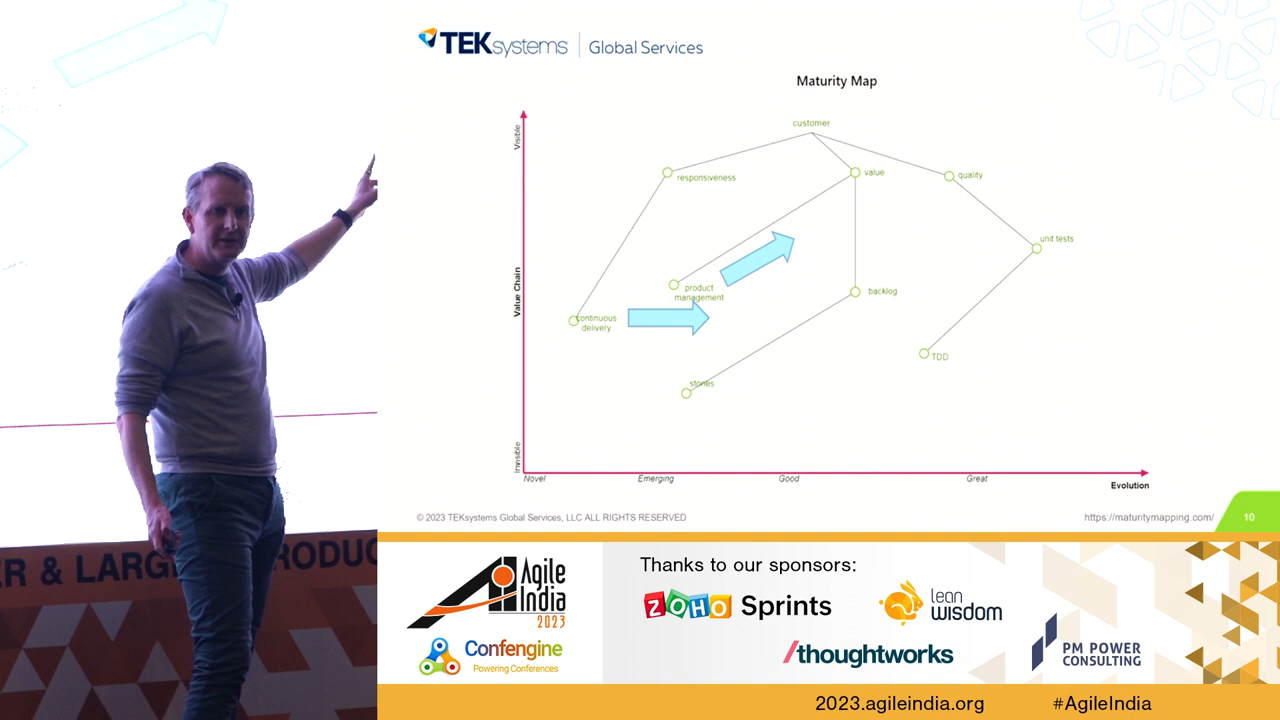 TEKsystems | Global Services
Maturity Map
Visible
customer
responsiveness
value
quality
unit tests
Value Chain
product
management
backlog
continuous
delivery
TDD
stories
Invisible
Novel
Emerging
Good
Great
Evolution
© 2023 TEKsystems Global Services, LLC ALL RIGHTS RESERVED
https://maturitymapping.com/
10
ER & LARG
RODUC
Agile
India
2023
Confengine
Powering Conferences
Thanks to our sponsors:
ZOHO Sprints
lean
wisdom
/thoughtworks
PM POWER
CONSULTING
2023.agileindia.org
#AgileIndia